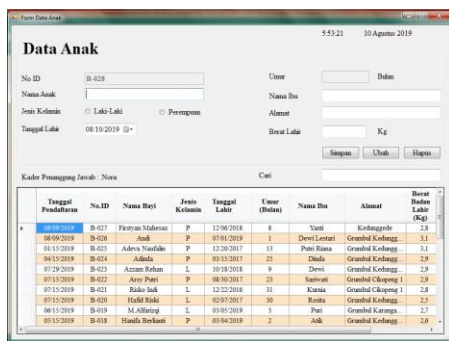 Form Data Anak
5:53:21 10 Agustus 2019
Data Anak
No ID B-028 Umur Bulan
Nama Anak Nama Ibu
Jenis Kelamin Laki-Laki Perempuan Alamat
Tanggal Lahir 08/10/2019 Berat Lahir Kg
Simpan Ubah Hapus
Kader Penanggung Jawab : Nora Cari
Tanggal Pendaftaran No.ID Nama Bayi Jenis Kelamin Tanggal Lahir Umur (Bulan) Nama Ibu Alamat Berat Badan Lahir (Kg)
08/09/2019 B-027 Firstyan Mahesas P 12/06/2018 8 Yanti Kedunggede 2,8
08/09/2019 B-026 Andi P 07/01/2019 1 Dewi Lestari Grumbul Kedungg... 3,1
01/15/2019 B-025 Adeva Naufalin P 12/20/2017 13 Putri Riana Grumbul Kedungg... 3,1
04/15/2019 B-024 Adinda P 03/15/2017 25 Dinda Grumbul Kedungg... 2,8
07/29/2019 B-023 Azzam Rehan L 10/18/2018 9 Dewi Grumbul Kedungg... 2,9
07/15/2019 B-022 Arsy Putri P 08/30/2017 23 Sariwati Grumbul Cikopeng 1 2,9
07/15/2019 B-021 Risko Indi L 12/22/2016 31 Kurnia Grumbul Cikopeng 1 2,8
07/15/2019 B-020 Hafid Riski L 02/07/2017 30 Rositu Grumbul Kedungg... 2,5
06/15/2019 B-019 M.Alfarizqi L 03/05/2019 3 Puri Grumbul Karanga... 2,7
05/15/2019 B-018 Hanifa Berlianti P 03/04/2019 2 Atik Grumbul Kedungg... 2,6